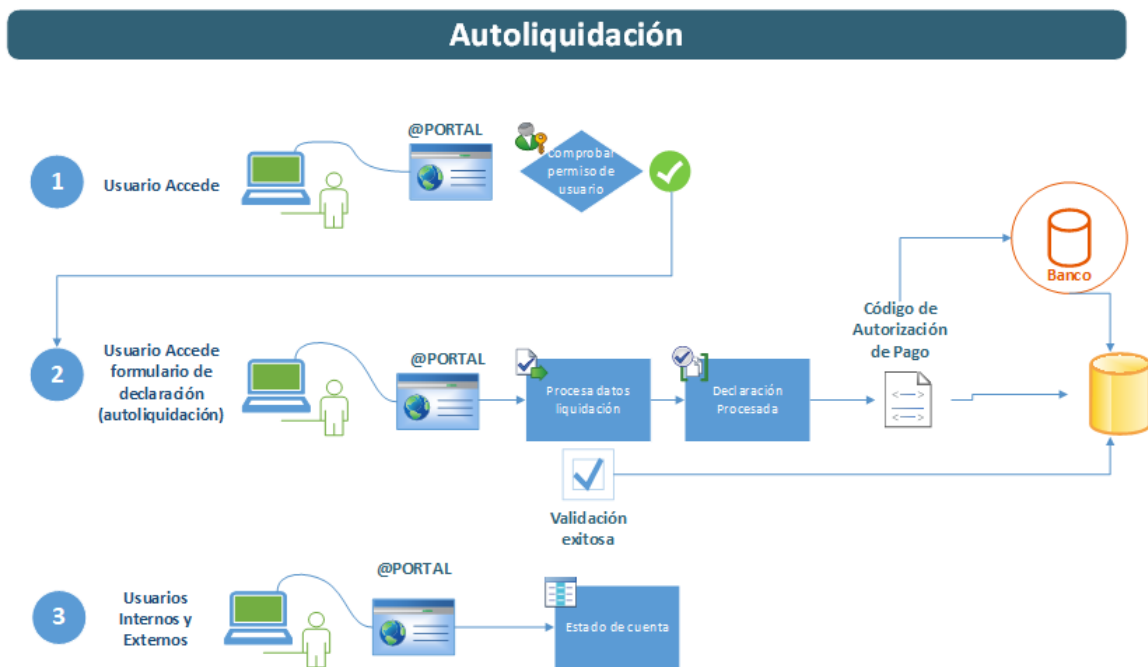 Autoliquidación
@PORTAL
1
Usuario Accede
Comprobar
permiso de
usuario
Banco
Código de
Autorización
de Pago
2
Usuario Accede
formulario de
declaración
(autoliquidación)
@PORTAL
Procesa datos
liquidación
Declaración
Procesada
<--->
<--->
Validación
exitosa
@PORTAL
3
Usuarios
Internos y
Externos
Estado de cuenta